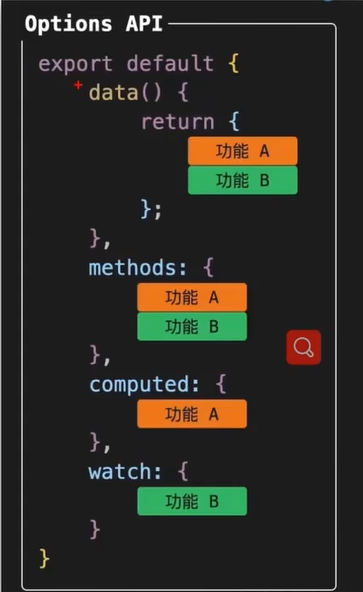 Options API
export default {
data() {
return {
功能 A
功能 B
};
},
methods: {
功能 A
功能 B
},
computed: {
功能 A
},
watch: {
功能 B
}
}